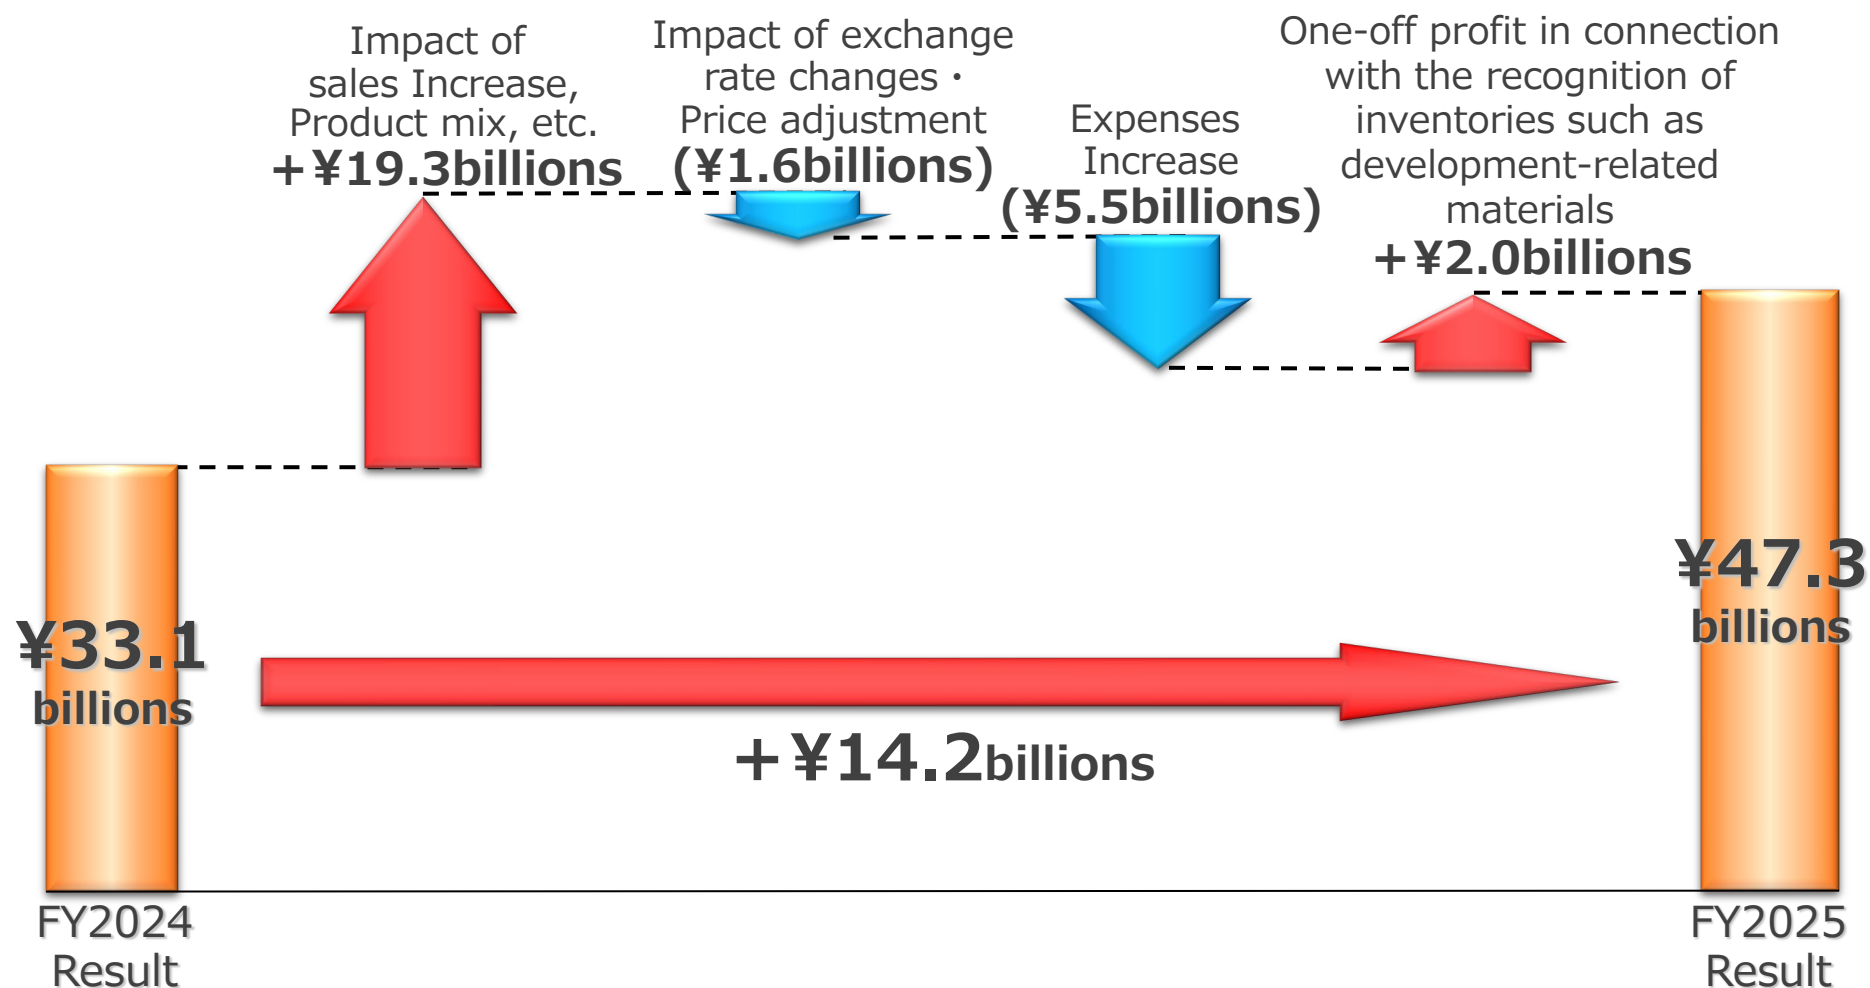 Impact of
sales Increase,
Product mix, etc.
+¥19.3billions
Impact of exchange
rate changes・
Price adjustment
(¥1.6billions)
Expenses
Increase
(¥5.5billions)
One-off profit in connection
with the recognition of
inventories such as
development-related
materials
+¥2.0billions
¥33.1
billions
+¥14.2billions
¥47.3
billions
FY2024
Result
FY2025
Result